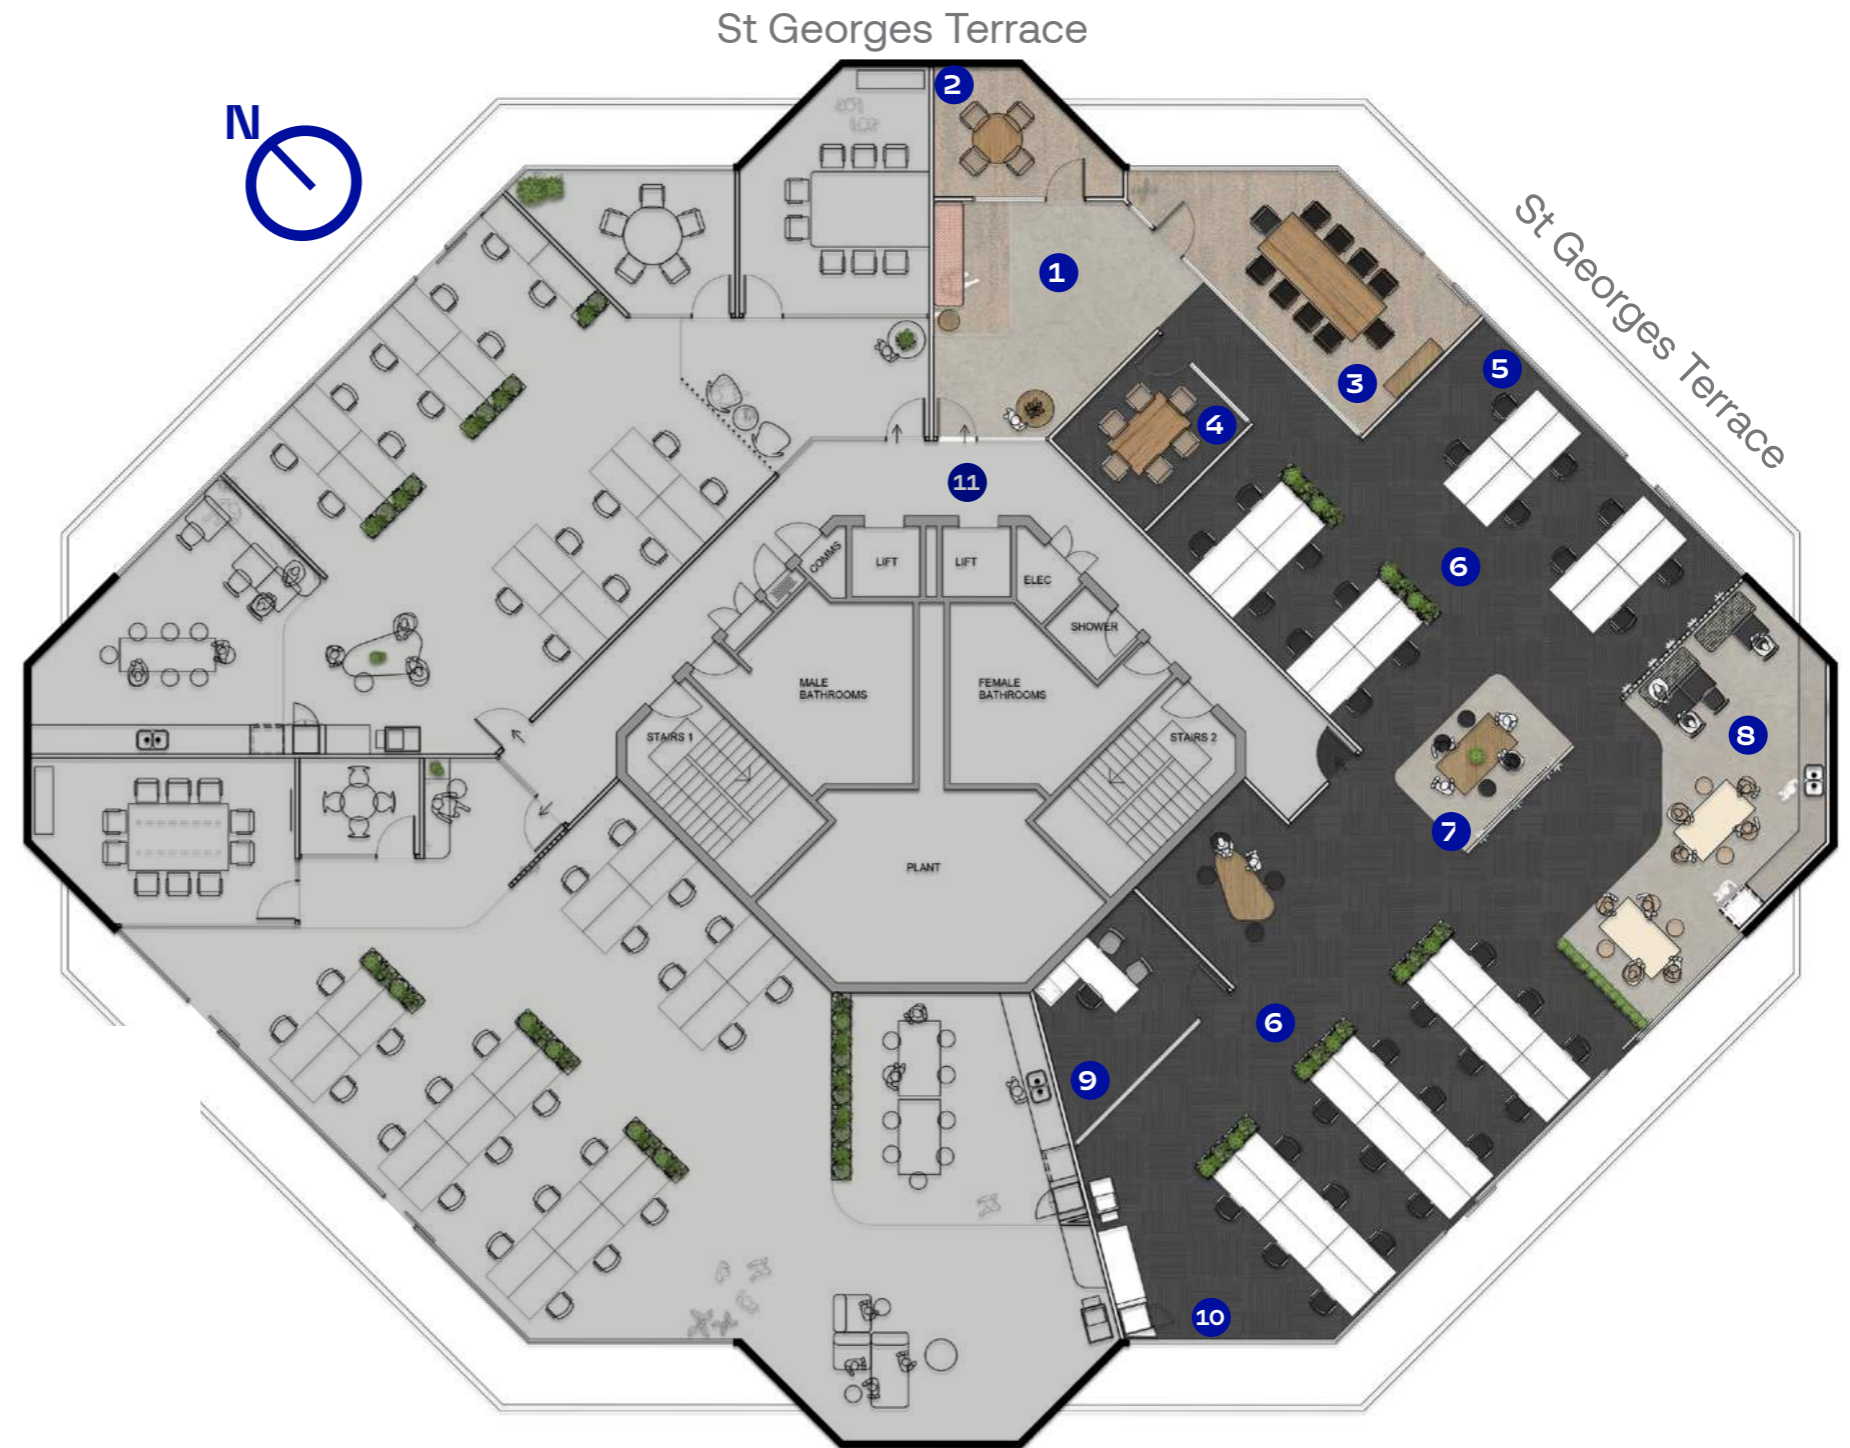 St Georges Terrace
N
2
St Georges Terrace
1
3
5
4
11
6
COMMS
LIFT
LIFT
ELEC
SHOWER
MALE
BATHROOMS
FEMALE
BATHROOMS
STAIRS 1
STAIRS 2
8
7
PLANT
6
9
10